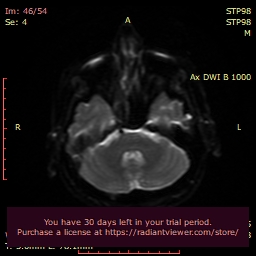 Im: 46/54
STP98
Se: 4
STP98
M
A
Ax DWI B 1000
R
L
You have 30 days left in your trial period.
Purchase a license at https://radiantviewer.com/store/